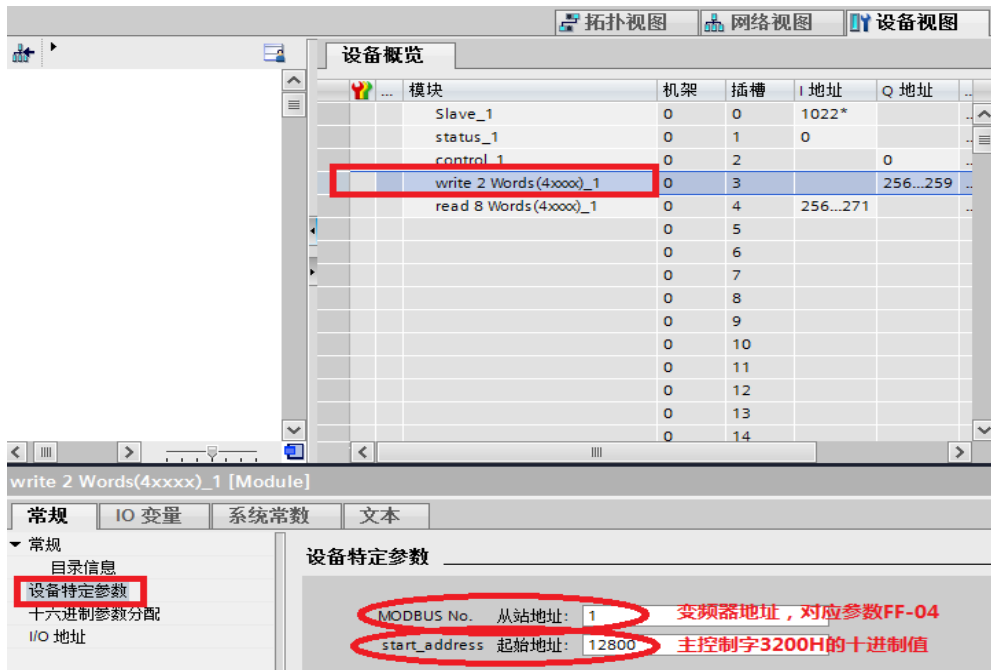 拓扑视图 网络视图 设备视图
设备概览
... 模块 机架 插槽 I 地址 Q 地址 ..
Slave_1 0 0 1022* ..
status_1 0 1 0 ..
control_1 0 2 0 ..
write 2 Words(4xxxx)_1 0 3 256...259 ..
read 8 Words(4xxxx)_1 0 4 256...271 ..
0 5
0 6
0 7
0 8
0 9
0 10
0 11
0 12
0 13
0 14
write 2 Words(4xxxx)_1 [Module]
常规 IO 变量 系统常数 文本
常规
目录信息
设备特定参数
十六进制参数分配
I/O 地址
设备特定参数
MODBUS No. 从站地址: 1 变频器地址，对应参数FF-04
start_address 起始地址: 12800 主控制字3200H的十进制值